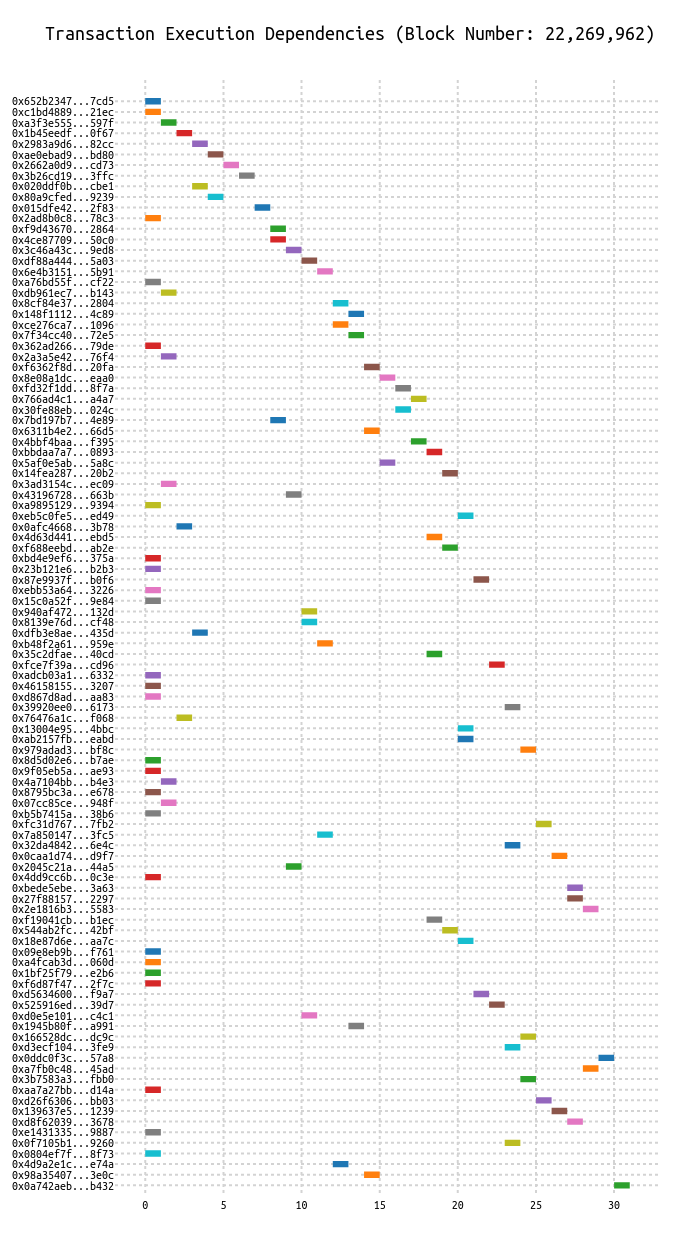 Transaction Execution Dependencies (Block Number: 22,269,962)
0x652b2347...7cd5
0xc1bd4889...21ec
0xa3f3e555...597f
0x1b45eedf...0f67
0x2983a9d6...82cc
0xae0ebad9...bd80
0x2662a0d9...cd73
0x3b26cd19...3ffc
0x020ddf0b...cbe1
0x80a9cfed...9239
0x015dfe42...2f83
0x2ad8b0c8...78c3
0xf9d43670...2864
0x4ce87709...50c0
0x3c46a43c...9ed8
0xdf88a444...5a03
0x6e4b3151...5b91
0xa76bd55f...cf22
0xdb961ec7...b143
0x8cf84e37...2804
0x148f1112...4c89
0xce276ca7...1096
0x7f34cc40...72e5
0x362ad266...79de
0x2a3a5e42...76f4
0xf6362f8d...20fa
0x8e08a1dc...eaa0
0xfd32f1dd...8f7a
0x766ad4c1...a4a7
0x30fe88eb...024c
0x7bd197b7...4e89
0x6311b4e2...66d5
0x4bbf4baa...f395
0xbbdaa7a7...0893
0x5af0e5ab...5a8c
0x14fea287...20b2
0x3ad3154c...ec09
0x43196728...663b
0xa9895129...9394
0xeb5c0fe5...ed49
0x0afc4668...3b78
0x4d63d441...ebd5
0xf688eebd...ab2e
0xbd4e9ef6...375a
0x23b121e6...b2b3
0x87e9937f...b0f6
0xebb53a64...3226
0x15c0a52f...9e84
0x940af472...132d
0x8139e76d...cf48
0xdfb3e8ae...435d
0xb48f2a61...959e
0x35c2dfae...40cd
0xfce7f39a...cd96
0xadcb03a1...6332
0x46158155...3207
0xd867d8ad...aa83
0x39920ee0...6173
0x76476a1c...f068
0x13004e95...4bbc
0xab2157fb...eabd
0x979adad3...bf8c
0x8d5d02e6...b7ae
0x9f05eb5a...ae93
0x4a7104bb...b4e3
0x8795bc3a...e678
0x07cc85ce...948f
0xb5b7415a...38b6
0xfc31d767...7fb2
0x7a850147...3fc5
0x32da4842...6e4c
0x0caa1d74...d9f7
0x2045c21a...44a5
0x4dd9cc6b...0c3e
0xbede5ebe...3a63
0x27f88157...2297
0x2e1816b3...5583
0xf19041cb...b1ec
0x544ab2fc...42bf
0x18e87d6e...aa7c
0x09e8eb9b...f761
0xa4fcab3d...060d
0x1bf25f79...e2b6
0xf6d87f47...2f7c
0xd5634600...f9a7
0x525916ed...39d7
0xd0e5e101...c4c1
0x1945b80f...a991
0x166528dc...dc9c
0xd3ecf104...3fe9
0x0ddc0f3c...57a8
0xa7fb0c48...45ad
0x3b7583a3...fbb0
0xaa7a27bb...d14a
0xd26f6306...bb03
0x139637e5...1239
0xd8f62039...3678
0xe1431335...9887
0x0f7105b1...9260
0x0804ef7f...8f73
0x4d9a2e1c...e74a
0x98a35407...3e0c
0x0a742aeb...b432
0 5 10 15 20 25 30